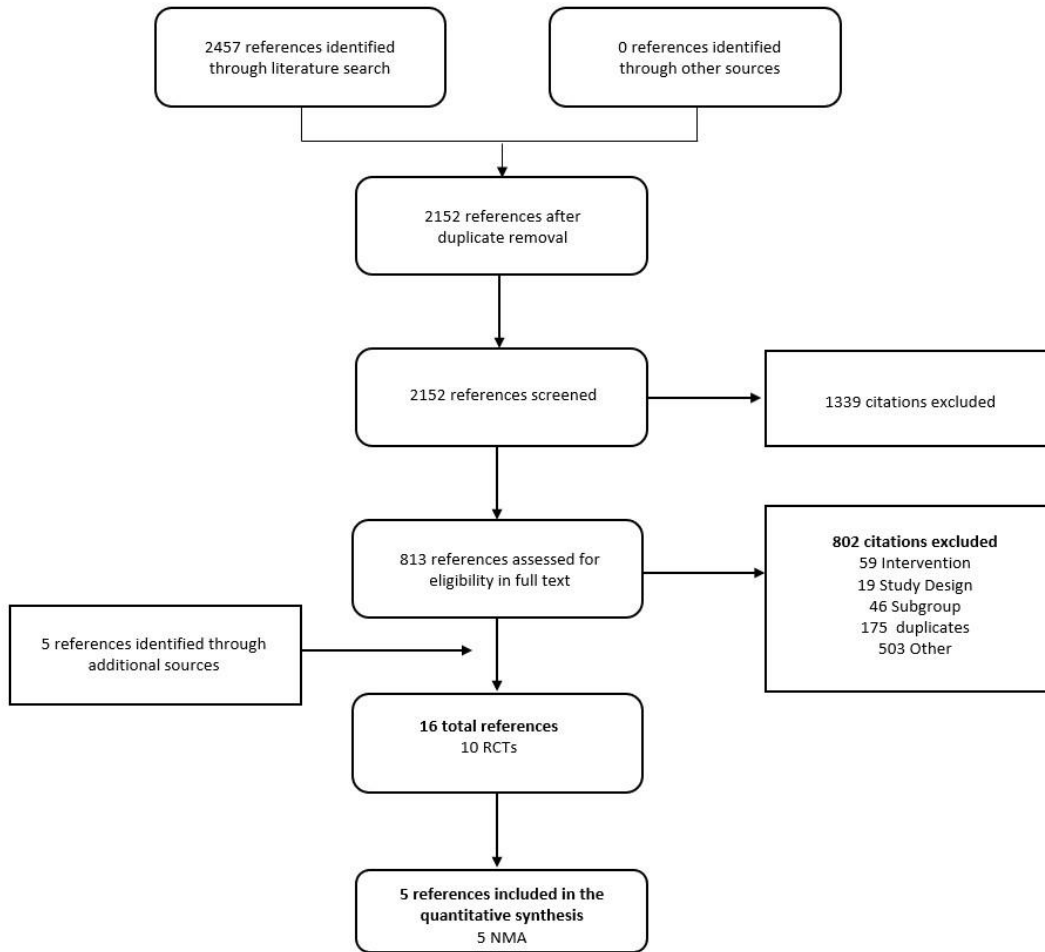 2457 references identified
through literature search
0 references identified
through other sources
2152 references after
duplicate removal
2152 references screened
1339 citations excluded
813 references assessed for
eligibility in full text
802 citations excluded
59 Intervention
19 Study Design
46 Subgroup
175 duplicates
503 Other
5 references identified through
additional sources
16 total references
10 RCTs
5 references included in the
quantitative synthesis
5 NMA